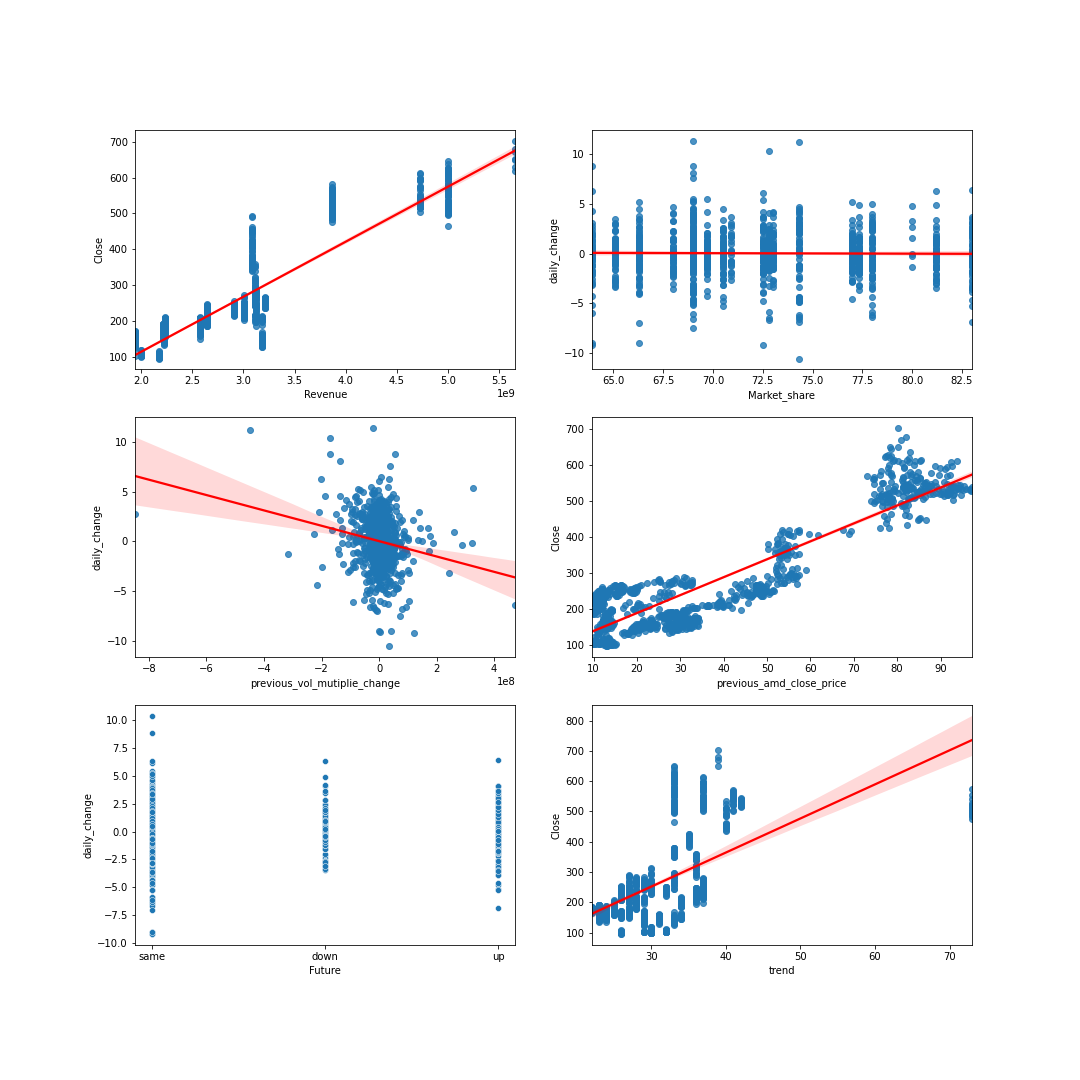 700
600
500
400
300
200
100
Close
2.0 2.5 3.0 3.5 4.0 4.5 5.0 5.5
1e9
Revenue
10
5
0
−5
−10
daily_change
65.0 67.5 70.0 72.5 75.0 77.5 80.0 82.5
Market_share
10
5
0
−5
−10
daily_change
−8 −6 −4 −2 0 2 4
1e8
previous_vol_mutiplie_change
700
600
500
400
300
200
100
Close
10 20 30 40 50 60 70 80 90
previous_amd_close_price
10.0
7.5
5.0
2.5
0.0
−2.5
−5.0
−7.5
−10.0
daily_change
same down up
Future
800
700
600
500
400
300
200
100
Close
30 40 50 60 70
trend